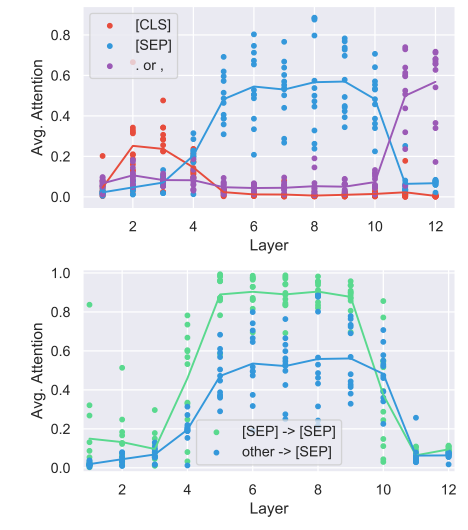 [CLS]
[SEP]
. or ,
Avg. Attention
0.8
0.6
0.4
0.2
0.0
2 4 6 8 10 12
Layer
Avg. Attention
1.0
0.8
0.6
0.4
0.2
0.0
[SEP] -> [SEP]
other -> [SEP]
2 4 6 8 10 12
Layer